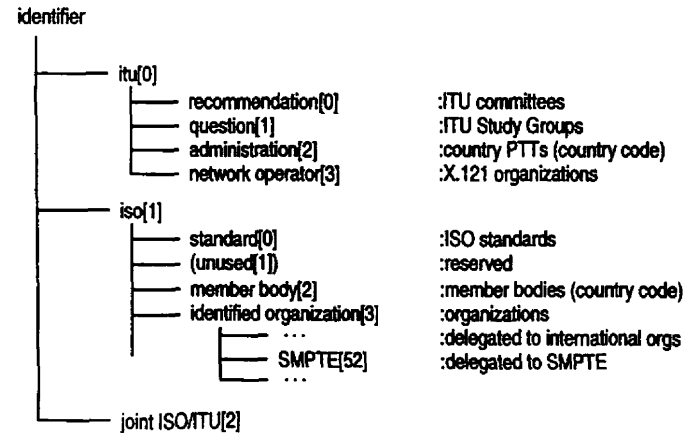 identifier
itu[0]
recommendation[0] :ITU committees
question[1] :ITU Study Groups
administration[2] :country PTTs (country code)
network operator[3] :X.121 organizations
iso[1]
standard[0] :ISO standards
(unused[1]) :reserved
member body[2] :member bodies (country code)
identified organization[3] :organizations
... :delegated to international orgs
SMPTE[52] :delegated to SMPTE
...
joint ISO/ITU[2]